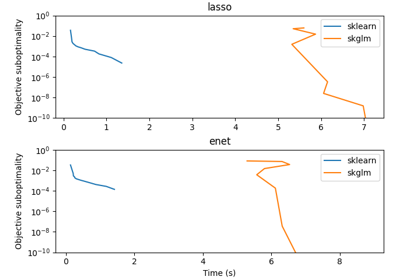 lasso
10^0
10^-2
10^-4
10^-6
10^-8
10^-10
Objective suboptimality
sklearn
skglm
0 1 2 3 4 5 6 7
enet
10^0
10^-2
10^-4
10^-6
10^-8
10^-10
Objective suboptimality
sklearn
skglm
0 2 4 6 8
Time (s)